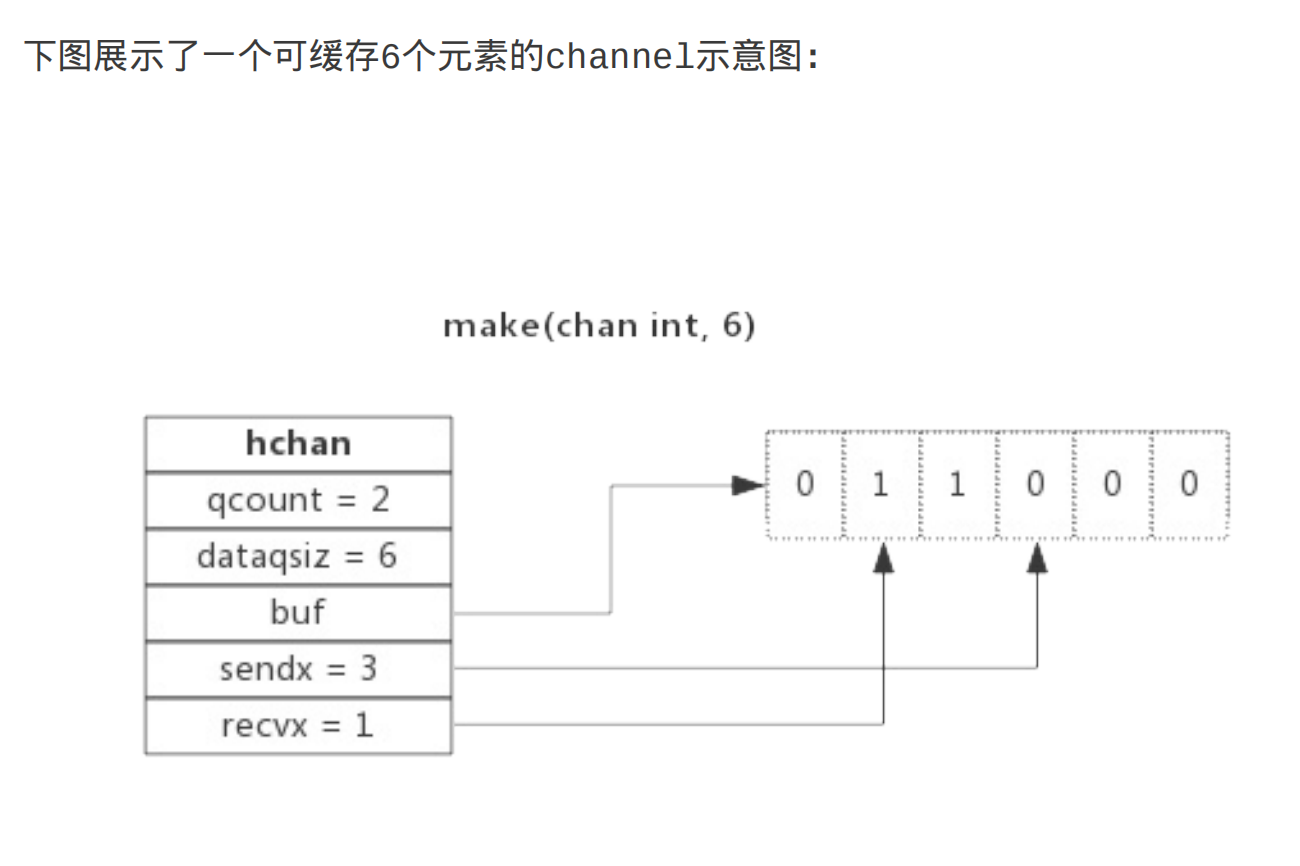 下图展示了一个可缓存6个元素的channel示意图：
make(chan int, 6)
hchan
qcount = 2
dataqsiz = 6
buf
sendx = 3
recvx = 1
0 1 1 0 0 0